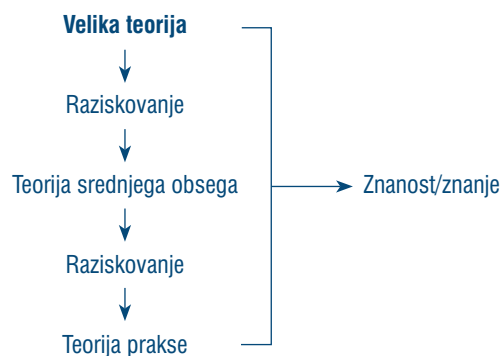 Velika teorija
Raziskovanje
Teorija srednjega obsega
Znanost/znanje
Raziskovanje
Teorija prakse